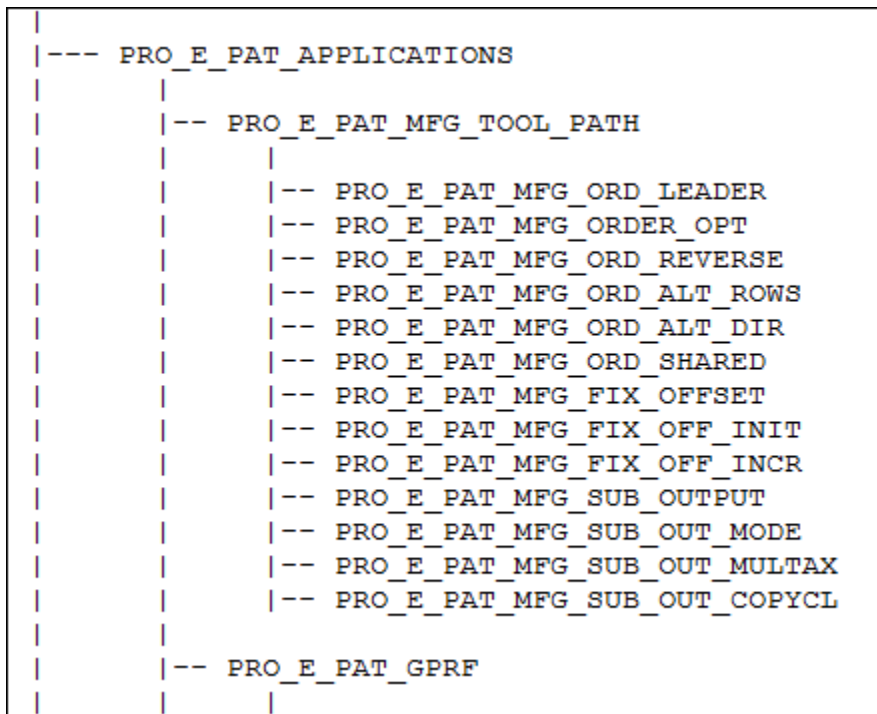 |
|--- PRO_E_PAT_APPLICATIONS
|     |
|     |-- PRO_E_PAT_MFG_TOOL_PATH
|     |     |
|     |     |-- PRO_E_PAT_MFG_ORD_LEADER
|     |     |-- PRO_E_PAT_MFG_ORDER_OPT
|     |     |-- PRO_E_PAT_MFG_ORD_REVERSE
|     |     |-- PRO_E_PAT_MFG_ORD_ALT_ROWS
|     |     |-- PRO_E_PAT_MFG_ORD_ALT_DIR
|     |     |-- PRO_E_PAT_MFG_ORD_SHARED
|     |     |-- PRO_E_PAT_MFG_FIX_OFFSET
|     |     |-- PRO_E_PAT_MFG_FIX_OFF_INIT
|     |     |-- PRO_E_PAT_MFG_FIX_OFF_INCR
|     |     |-- PRO_E_PAT_MFG_SUB_OUTPUT
|     |     |-- PRO_E_PAT_MFG_SUB_OUT_MODE
|     |     |-- PRO_E_PAT_MFG_SUB_OUT_MULTAX
|     |     |-- PRO_E_PAT_MFG_SUB_OUT_COPYCL
|     |
|     |-- PRO_E_PAT_GPRF
|     |     |